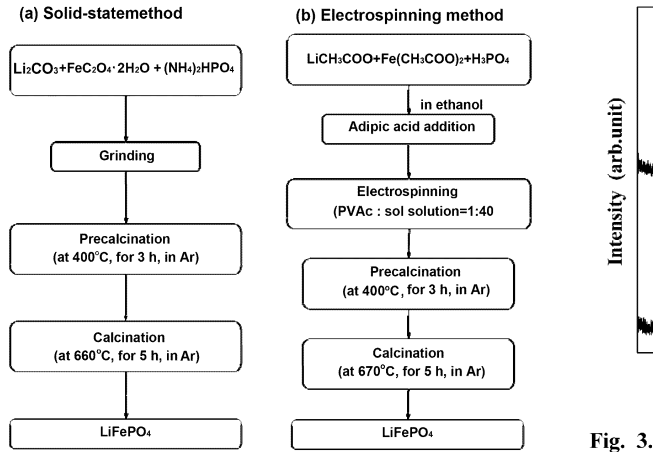 (a) Solid-statemethod
Li₂CO₃+FeC₂O₄·2H₂O + (NH₄)₂HPO₄
Grinding
Precalcination
(at 400°C, for 3 h, in Ar)
Calcination
(at 660°C, for 5 h, in Ar)
LiFePO₄
(b) Electrospinning method
LiCH₃COO+Fe(CH₃COO)₂+H₃PO₄
in ethanol
Adipic acid addition
Electrospinning
(PVAc : sol solution=1:40
Precalcination
(at 400°C, for 3 h, in Ar)
Calcination
(at 670°C, for 5 h, in Ar)
LiFePO₄
Intensity (arb.unit)
Fig. 3.